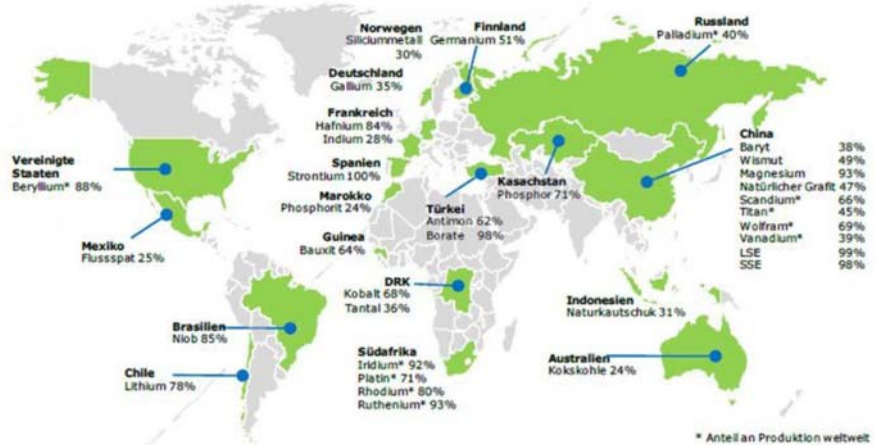 Norwegen
Siliciummetall
30%
Finnland
Germanium 51%
Russland
Palladium* 40%
Deutschland
Gallium 35%
Frankreich
Hafnium 84%
Indium 28%
Spanien
Strontium 100%
Marokko
Phosphorit 24%
Guinea
Bauxit 64%
Vereinigte
Staaten
Beryllium* 88%
Mexiko
Flussspat 25%
Türkei
Antimon 62%
Borate 98%
Kasachstan
Phosphor 71%
China
Baryt 38%
Wismut 49%
Magnesium 93%
Natürlicher Grafit 47%
Scandium* 66%
Titan* 45%
Wolfram* 69%
Vanadium* 39%
LSE 99%
SSE 98%
DRK
Kobalt 68%
Tantal 36%
Indonesien
Naturkautschuk 31%
Brasilien
Niob 85%
Chile
Lithium 78%
Südafrika
Iridium* 92%
Platin* 71%
Rhodium* 80%
Ruthenium* 93%
Australien
Kokskohle 24%
* Anteil an Produktion weltweit